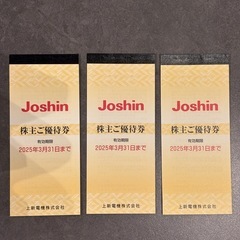 Joshin
株主ご優待券
有効期限
2025年3月31日まで
上新電機株式会社
Joshin
株主ご優待券
有効期限
2025年3月31日まで
上新電機株式会社
Joshin
株主ご優待券
有効期限
2025年3月31日まで
上新電機株式会社